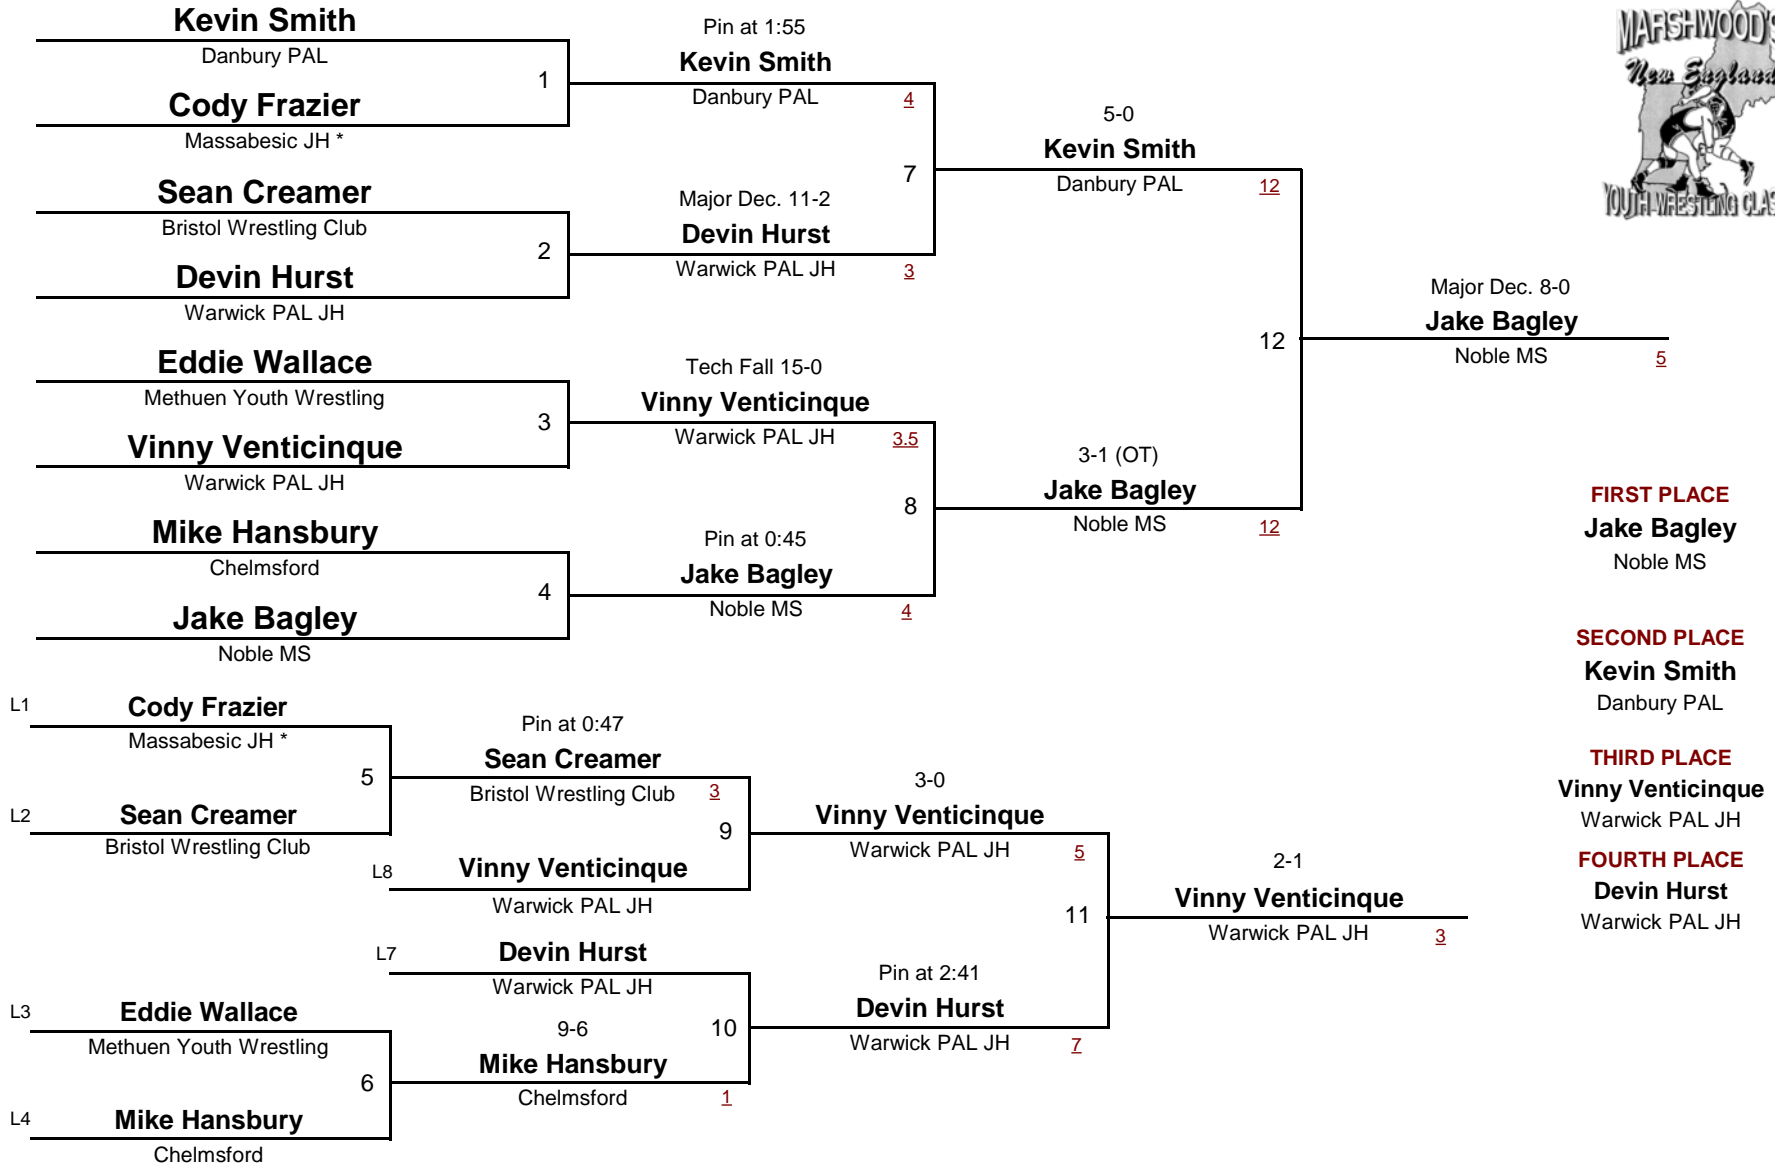 Kevin Smith
Danbury PAL
1
Cody Frazier
Massabesic JH *
Sean Creamer
Bristol Wrestling Club
2
Devin Hurst
Warwick PAL JH
Eddie Wallace
Methuen Youth Wrestling
3
Vinny Venticinque
Warwick PAL JH
Mike Hansbury
Chelmsford
4
Jake Bagley
Noble MS
Pin at 1:55
Kevin Smith
Danbury PAL 4
7
Major Dec. 11-2
Devin Hurst
Warwick PAL JH 3
Tech Fall 15-0
Vinny Venticinque
Warwick PAL JH 3.5
8
Pin at 0:45
Jake Bagley
Noble MS 4
5-0
Kevin Smith
Danbury PAL 12
12
3-1 (OT)
Jake Bagley
Noble MS 12
Major Dec. 8-0
Jake Bagley
Noble MS 5
MARSHWOOD'S
New England
YOUTH WRESTLING
FIRST PLACE
Jake Bagley
Noble MS
SECOND PLACE
Kevin Smith
Danbury PAL
THIRD PLACE
Vinny Venticinque
Warwick PAL JH
FOURTH PLACE
Devin Hurst
Warwick PAL JH
L1 Cody Frazier
Massabesic JH *
5
L2 Sean Creamer
Bristol Wrestling Club
L3 Eddie Wallace
Methuen Youth Wrestling
6
L4 Mike Hansbury
Chelmsford
Pin at 0:47
Sean Creamer
Bristol Wrestling Club 3
9
L8 Vinny Venticinque
Warwick PAL JH
L7 Devin Hurst
Warwick PAL JH
9-6
10
Mike Hansbury
Chelmsford 1
3-0
Vinny Venticinque
Warwick PAL JH 5
11
Pin at 2:41
Devin Hurst
Warwick PAL JH 7
2-1
Vinny Venticinque
Warwick PAL JH 3